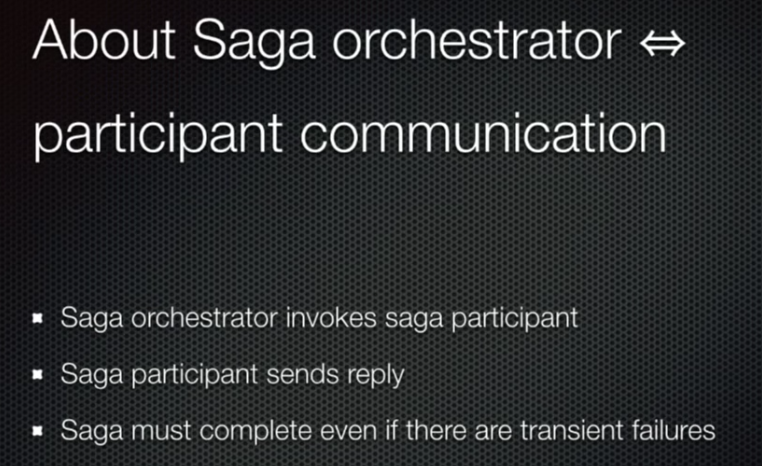 About Saga orchestrator ⇔
participant communication
▪ Saga orchestrator invokes saga participant
▪ Saga participant sends reply
▪ Saga must complete even if there are transient failures